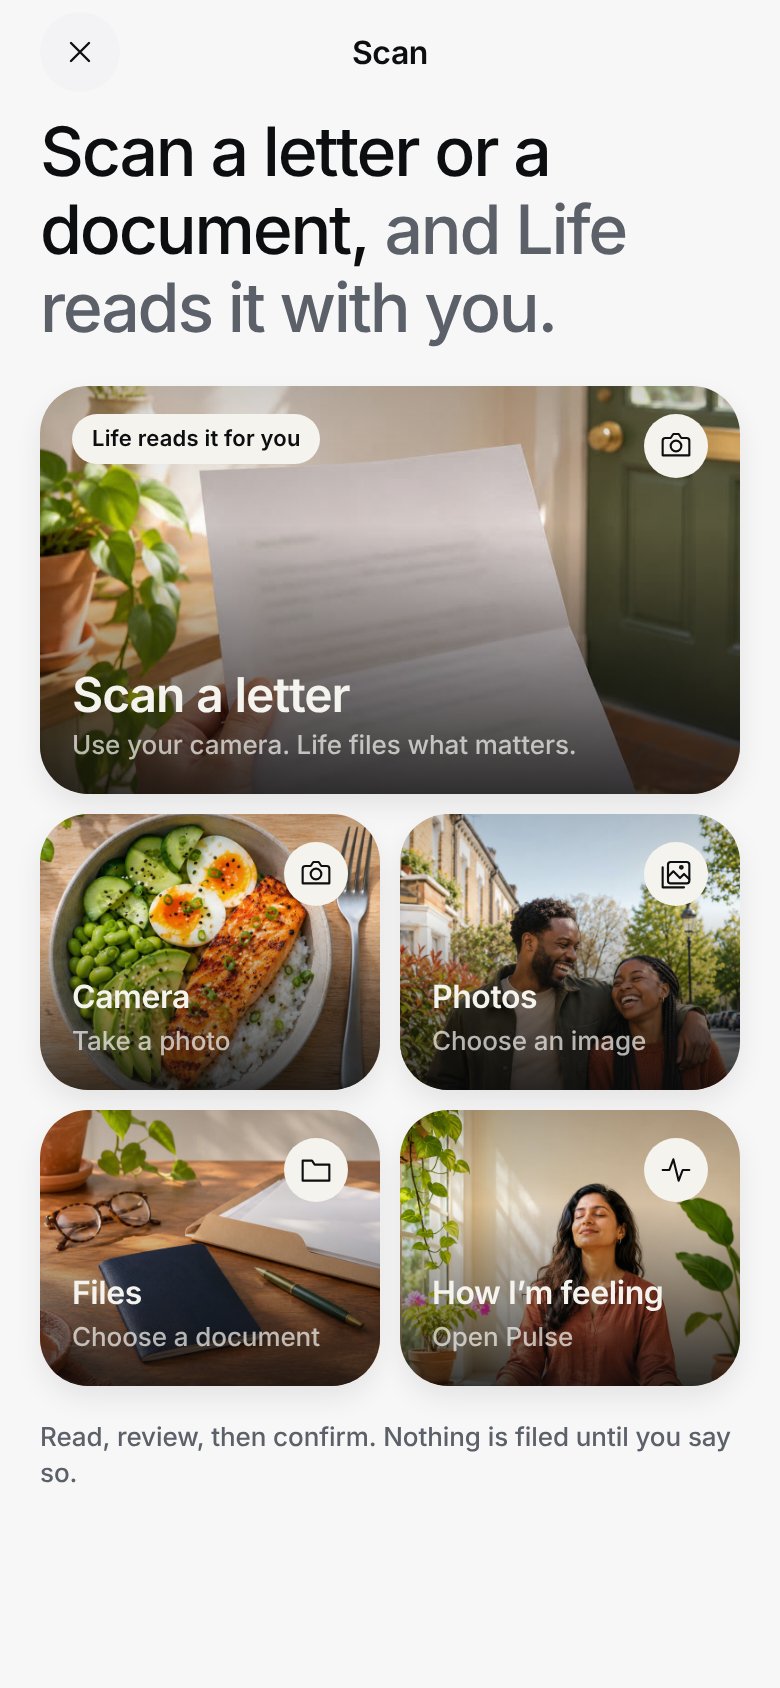 Scan
Scan a letter or a
document, and Life
reads it with you.
Life reads it for you
Scan a letter
Use your camera. Life files what matters.
Camera
Take a photo
Photos
Choose an image
Files
Choose a document
How I’m feeling
Open Pulse
Read, review, then confirm. Nothing is filed until you say
so.